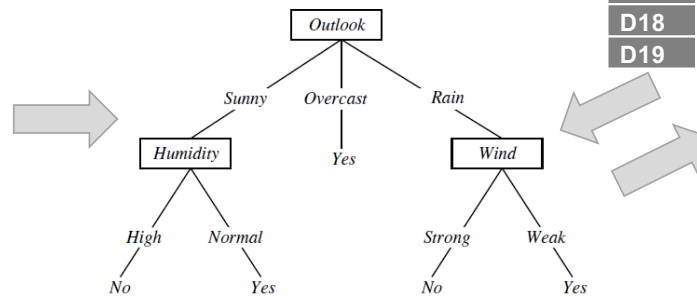 Outlook
D18
D19
Sunny Overcast Rain
Humidity Yes Wind
High Normal Strong Weak
No Yes No Yes